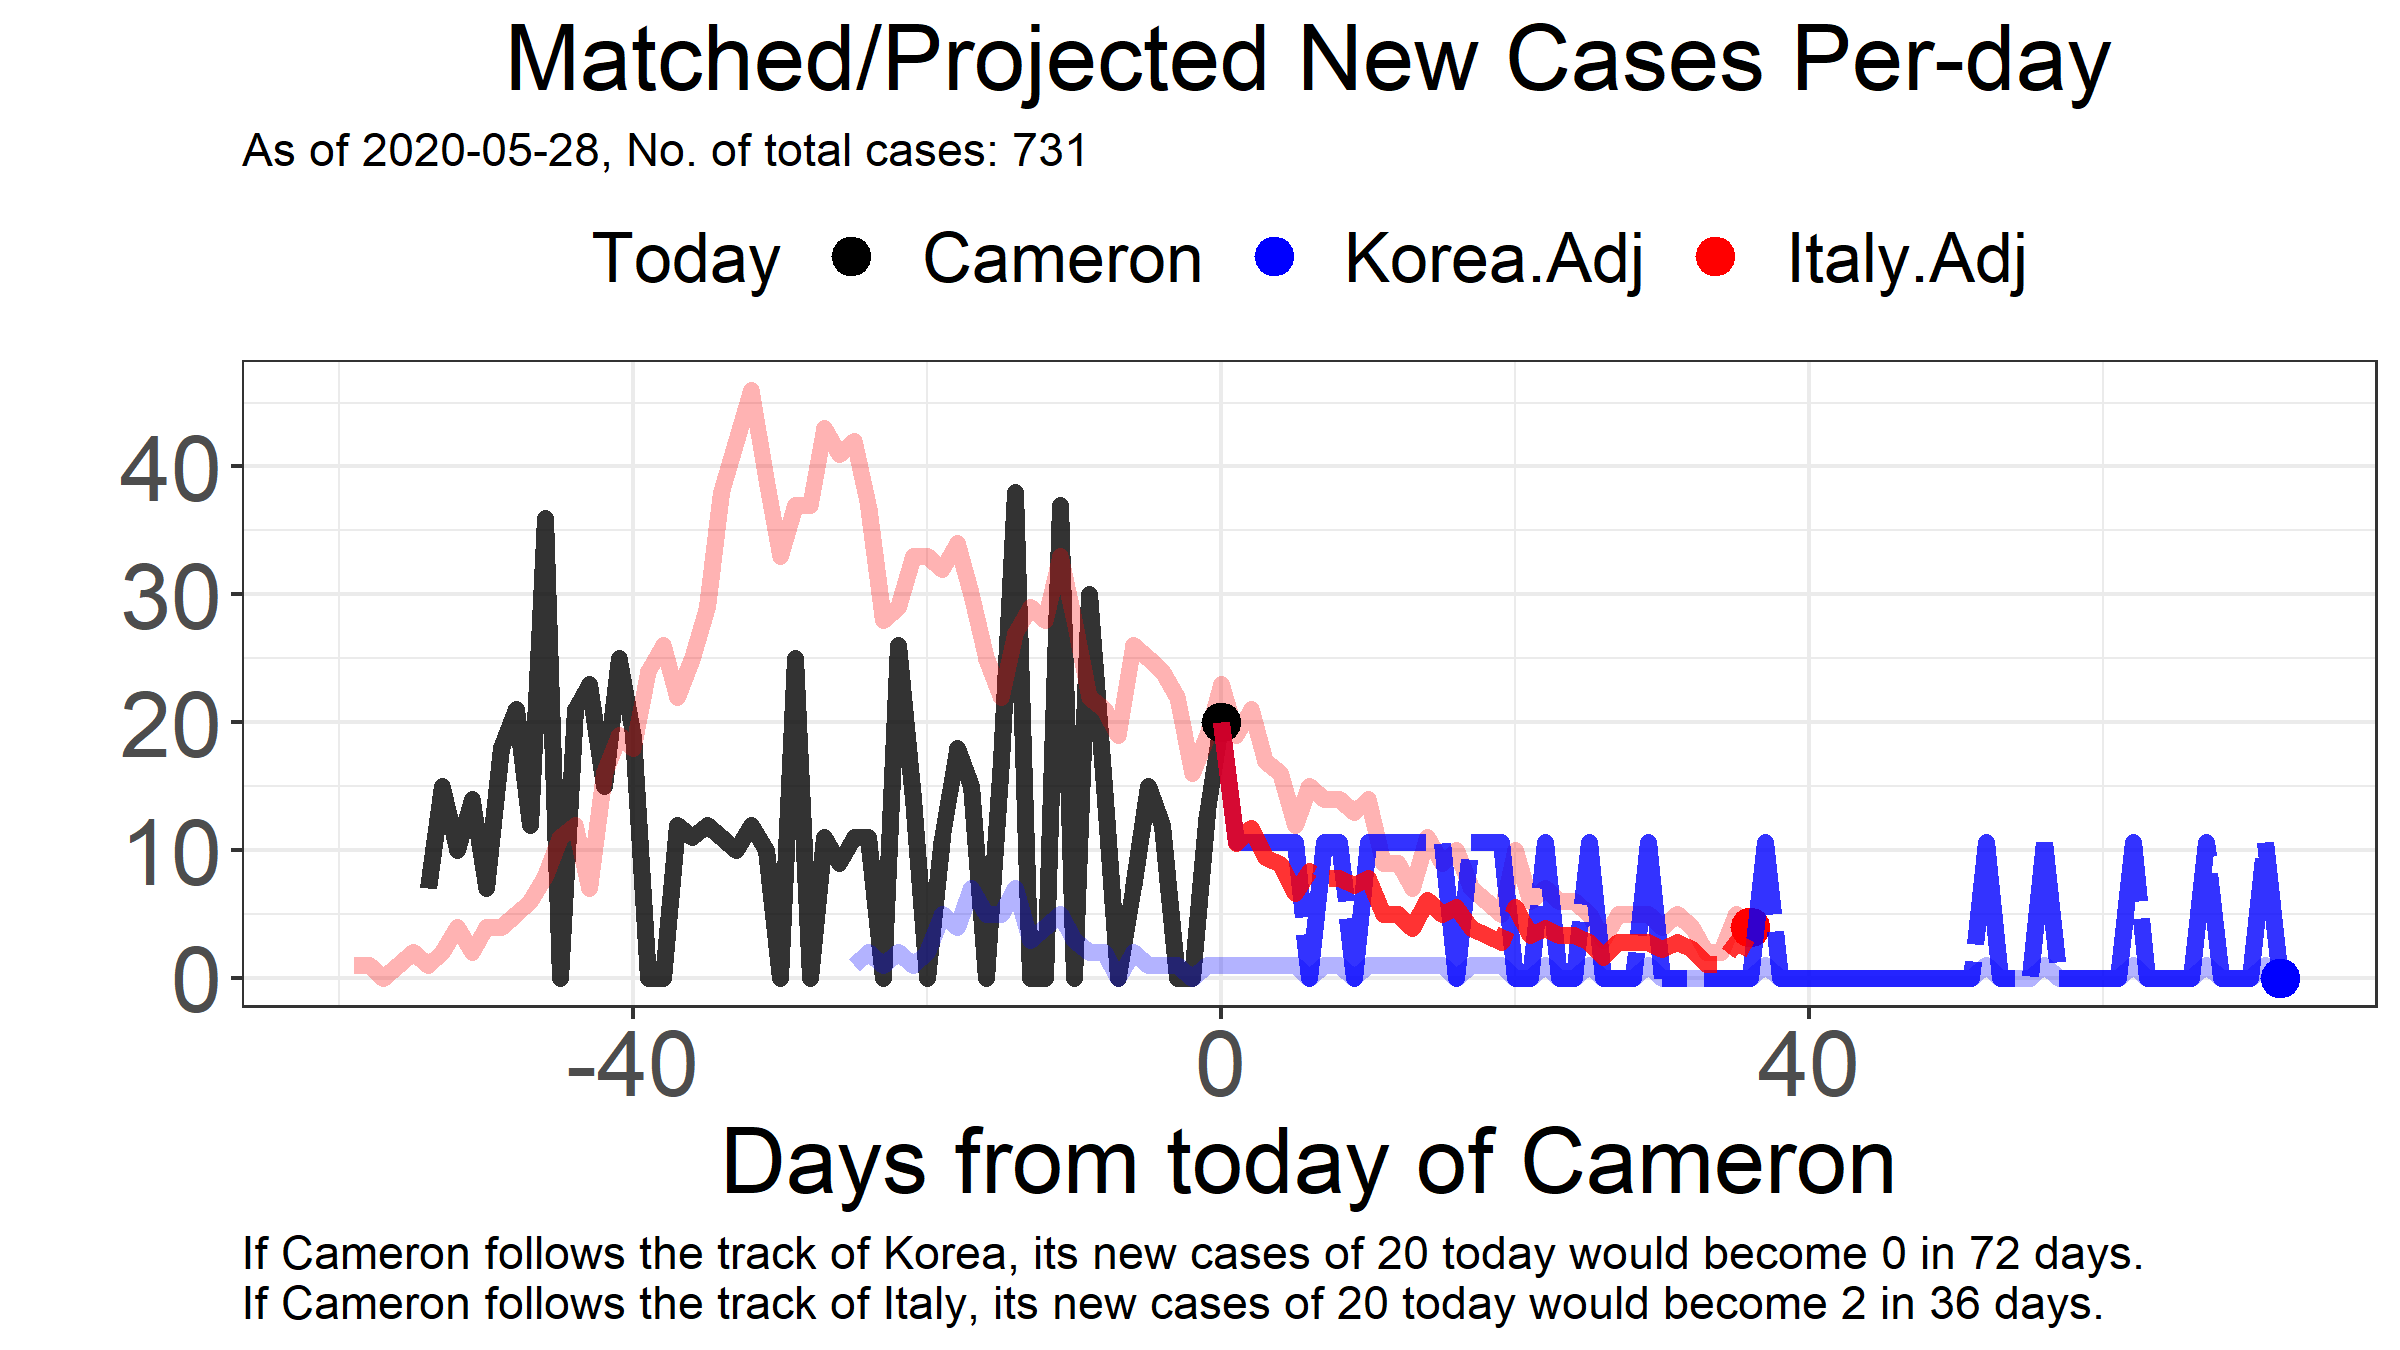 Matched/Projected New Cases Per-day
As of 2020-05-28, No. of total cases: 731
Today Cameron Korea.Adj Italy.Adj
40
30
20
10
0
-40 0 40
Days from today of Cameron
If Cameron follows the track of Korea, its new cases of 20 today would become 0 in 72 days.
If Cameron follows the track of Italy, its new cases of 20 today would become 2 in 36 days.